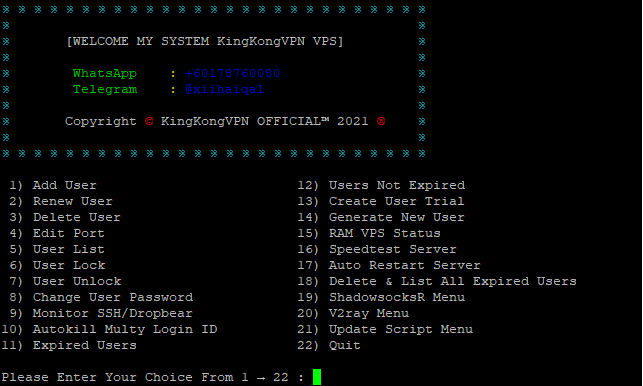 [WELCOME MY SYSTEM KingKongVPN VPS]
WhatsApp : +60178760080
Telegram : @xiihaiqal
Copyright © KingKongVPN OFFICIAL™ 2021 ®
1) Add User
2) Renew User
3) Delete User
4) Edit Port
5) User List
6) User Lock
7) User Unlock
8) Change User Password
9) Monitor SSH/Dropbear
10) Autokill Multy Login ID
11) Expired Users
12) Users Not Expired
13) Create User Trial
14) Generate New User
15) RAM VPS Status
16) Speedtest Server
17) Auto Restart Server
18) Delete & List All Expired Users
19) ShadowsocksR Menu
20) V2ray Menu
21) Update Script Menu
22) Quit
Please Enter Your Choice From 1 → 22 :